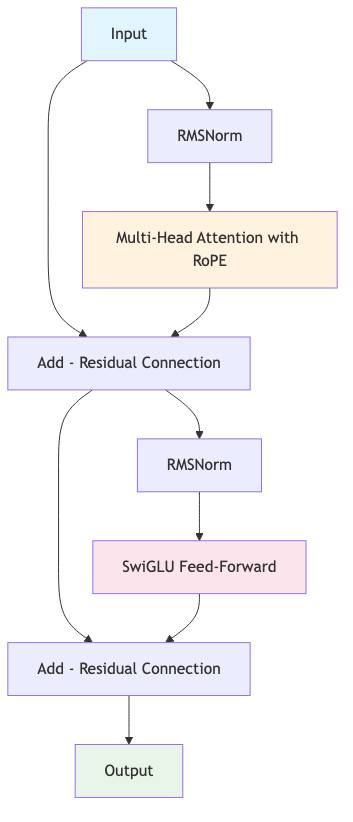 Input
RMSNorm
Multi-Head Attention with
RoPE
Add - Residual Connection
RMSNorm
SwiGLU Feed-Forward
Add - Residual Connection
Output